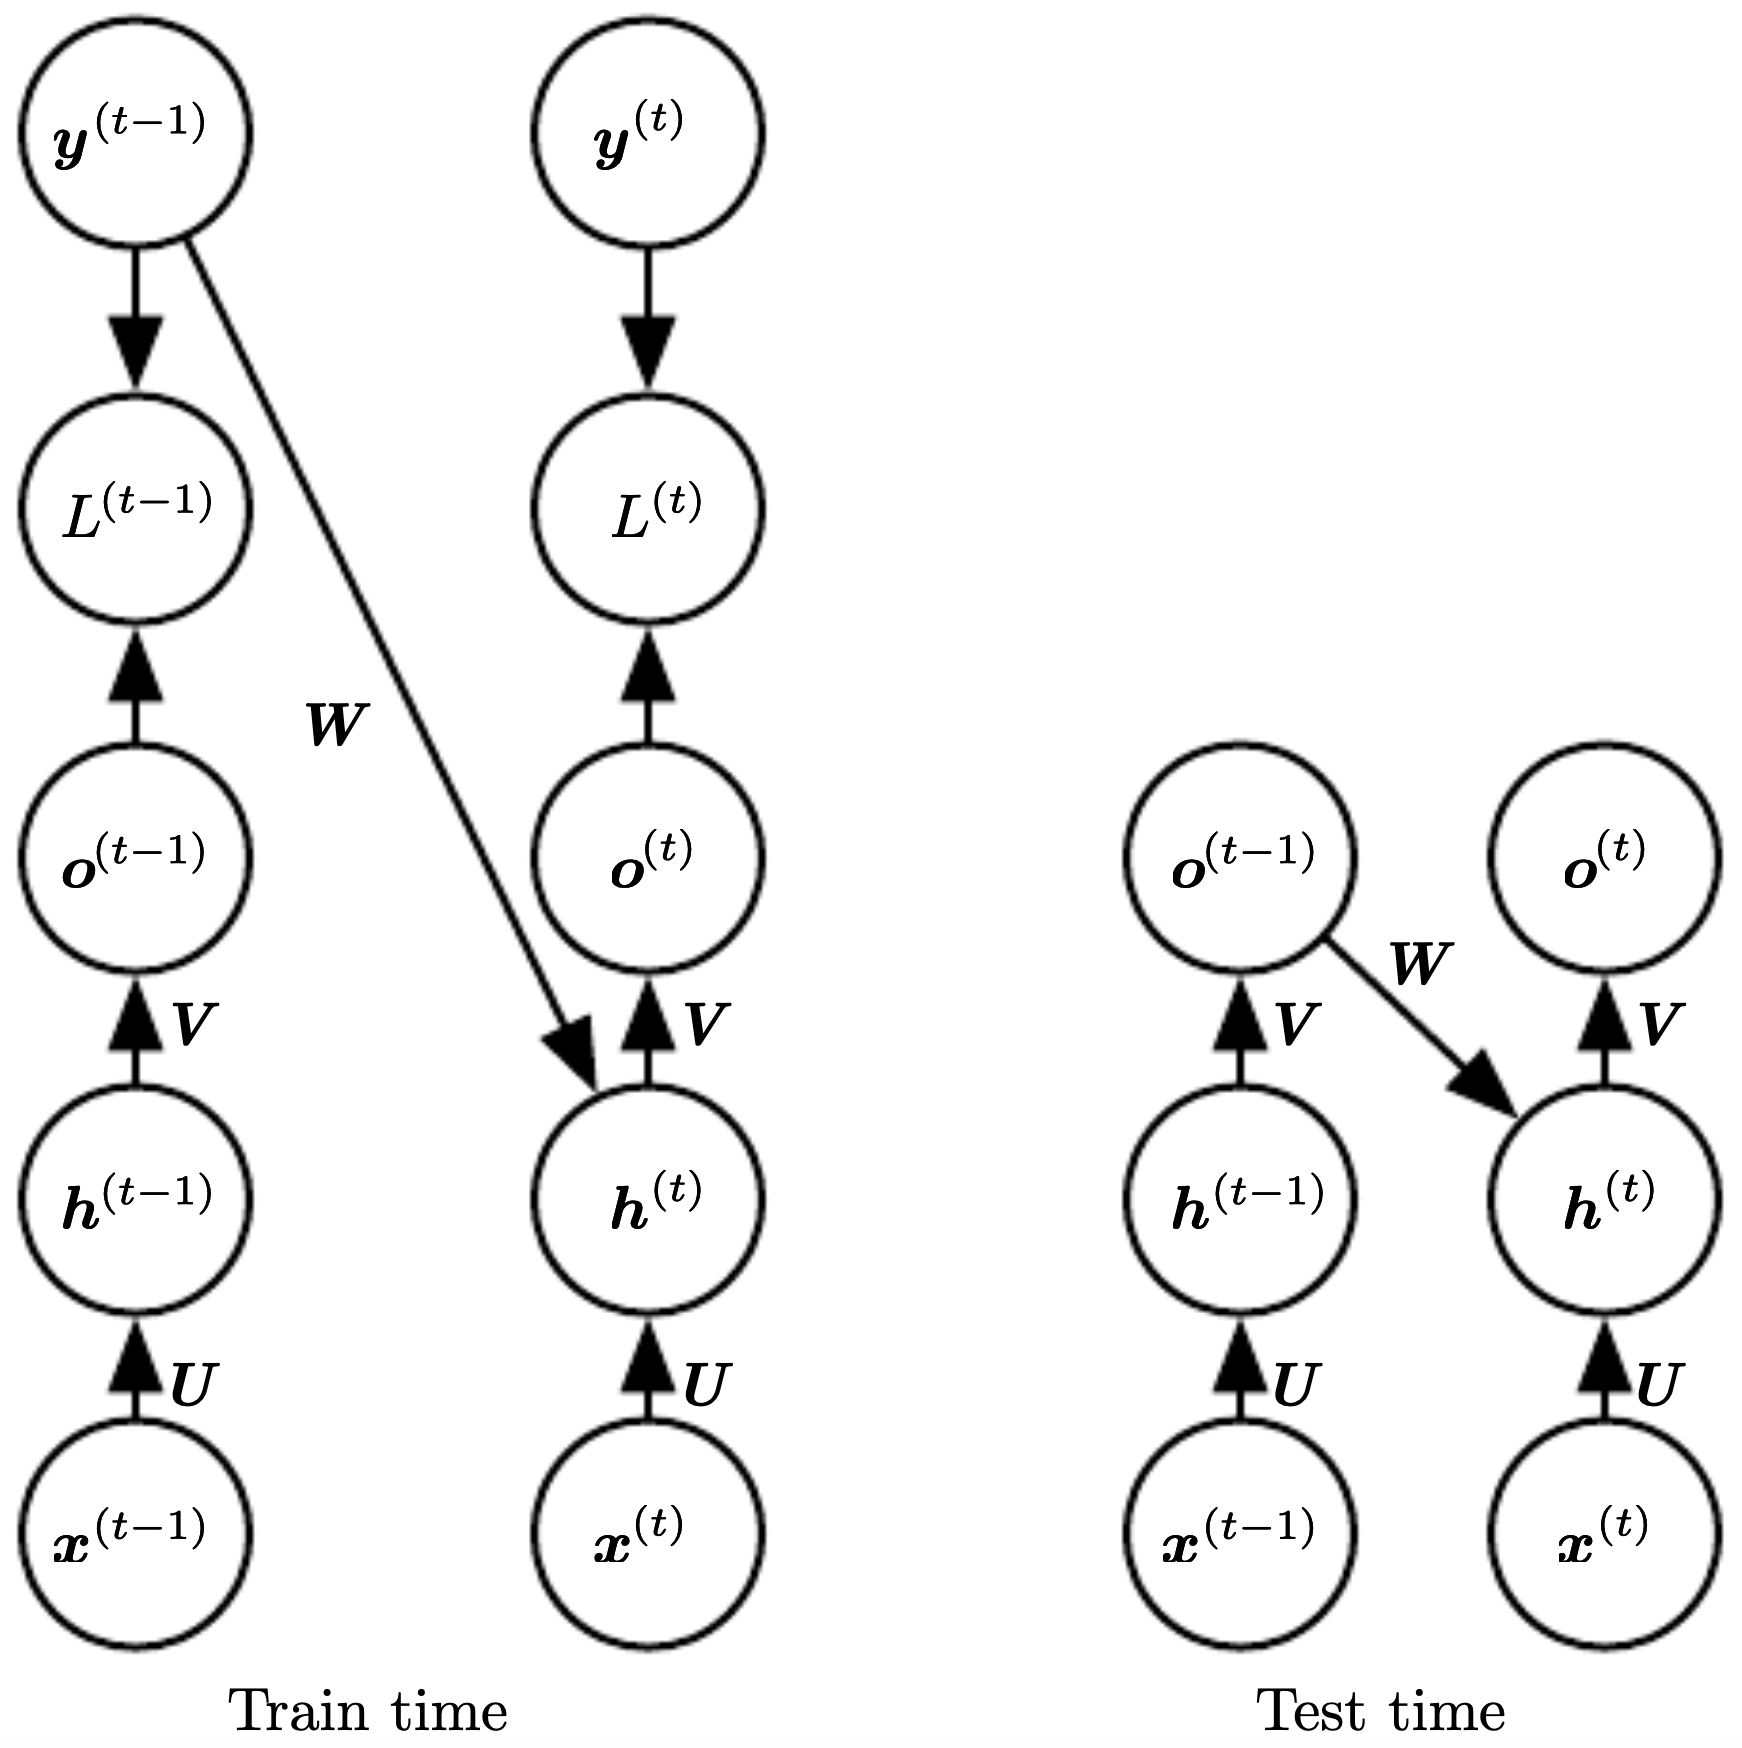 y^(t−1) y^(t)
L^(t−1) L^(t)
W
o^(t−1) o^(t) o^(t−1) o^(t)
W
V V V V
h^(t−1) h^(t) h^(t−1) h^(t)
U U U U
x^(t−1) x^(t) x^(t−1) x^(t)
Train time Test time